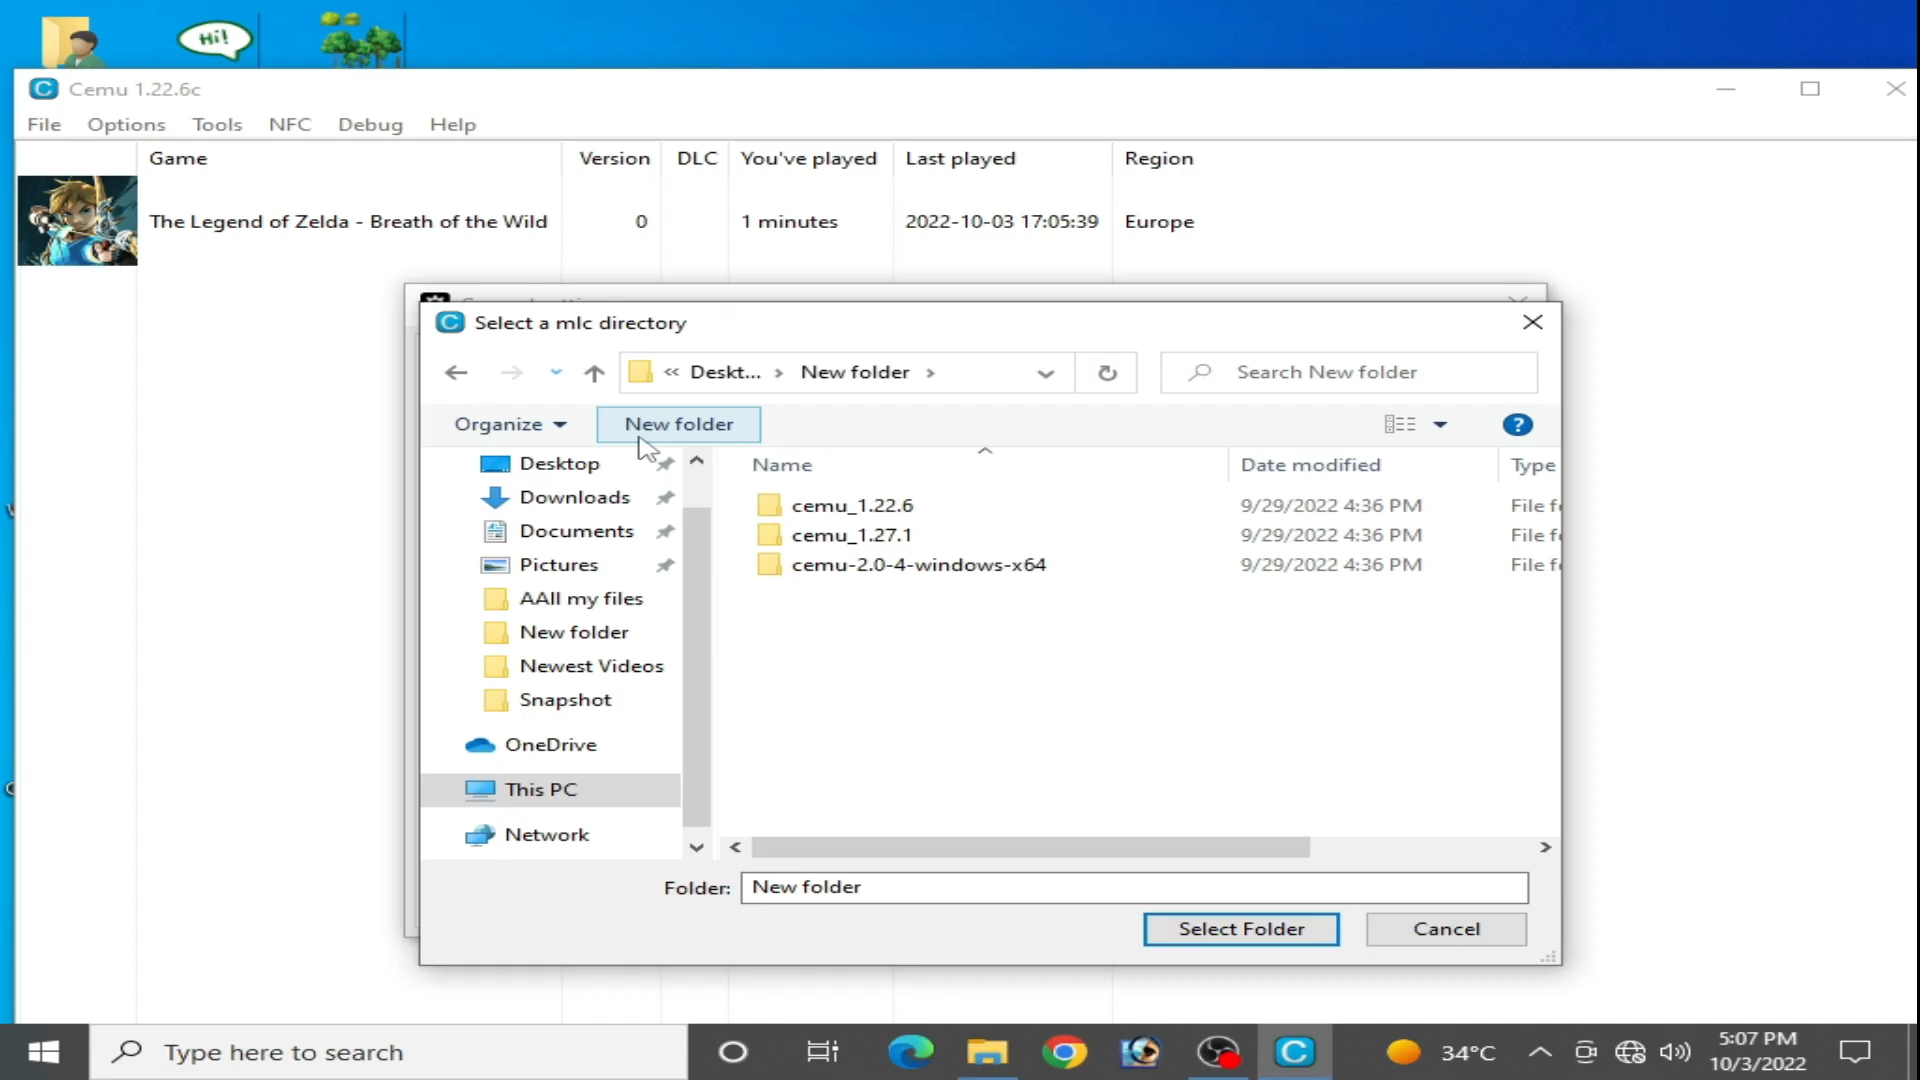 Hi!
Cemu 1.22.6c
File Options Tools NFC Debug Help
Game Version DLC You've played Last played Region
The Legend of Zelda - Breath of the Wild 0 1 minutes 2022-10-03 17:05:39 Europe
Select a mlc directory
« Deskt... › New folder ›
Search New folder
Organize New folder
Name Date modified Type
Desktop
Downloads
Documents
Pictures
AAll my files
New folder
Newest Videos
Snapshot
OneDrive
This PC
Network
cemu_1.22.6 9/29/2022 4:36 PM File f
cemu_1.27.1 9/29/2022 4:36 PM File f
cemu-2.0-4-windows-x64 9/29/2022 4:36 PM File f
Folder: New folder
Select Folder Cancel
Type here to search
34°C
5:07 PM
10/3/2022